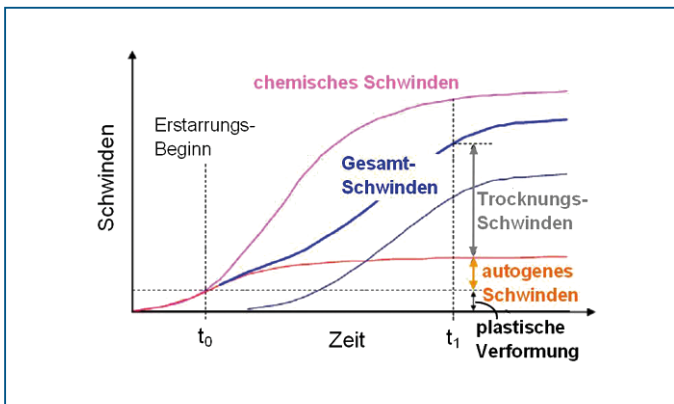 chemisches Schwinden
Erstarrungs-
Beginn
Gesamt-
Schwinden
Trocknungs-
Schwinden
autogenes
Schwinden
plastische
Verformung
Schwinden
t0
Zeit
t1